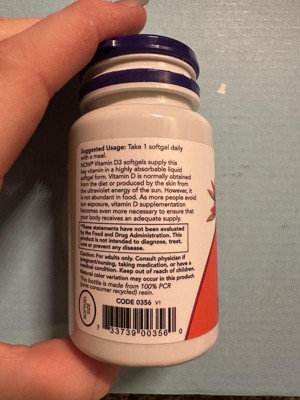 Suggested Usage: Take 1 softgel daily
with a meal.
NOW® Vitamin D3 softgels supply this
key vitamin in a highly absorbable liquid
softgel form. Vitamin D is normally obtained
from the diet or produced by the skin from
the ultraviolet energy of the sun. However, it
is not abundant in food. As more people avoid
sun exposure, vitamin D supplementation
becomes even more necessary to ensure that
your body receives an adequate supply.
*These statements have not been evaluated
by the Food and Drug Administration. This
product is not intended to diagnose, treat,
cure or prevent any disease.
Caution: For adults only. Consult physician if
pregnant/nursing, taking medication, or have a
medical condition. Keep out of reach of children.
Natural color variation may occur in this product.
This bottle is made from 100% PCR
(post-consumer recycled) resin.
CODE 0356 V1
7 33739 00356 0